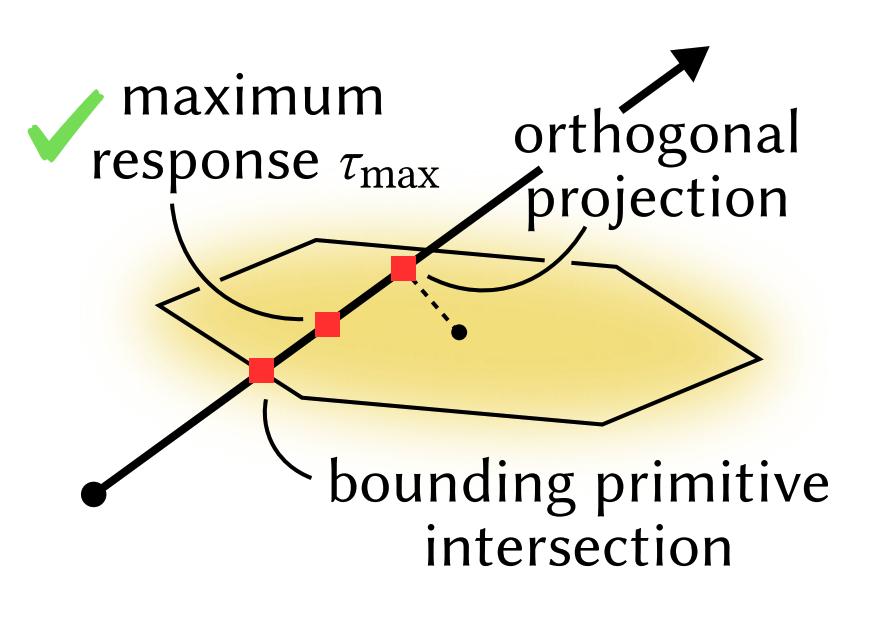 maximum
response τmax
orthogonal
projection
bounding primitive
intersection